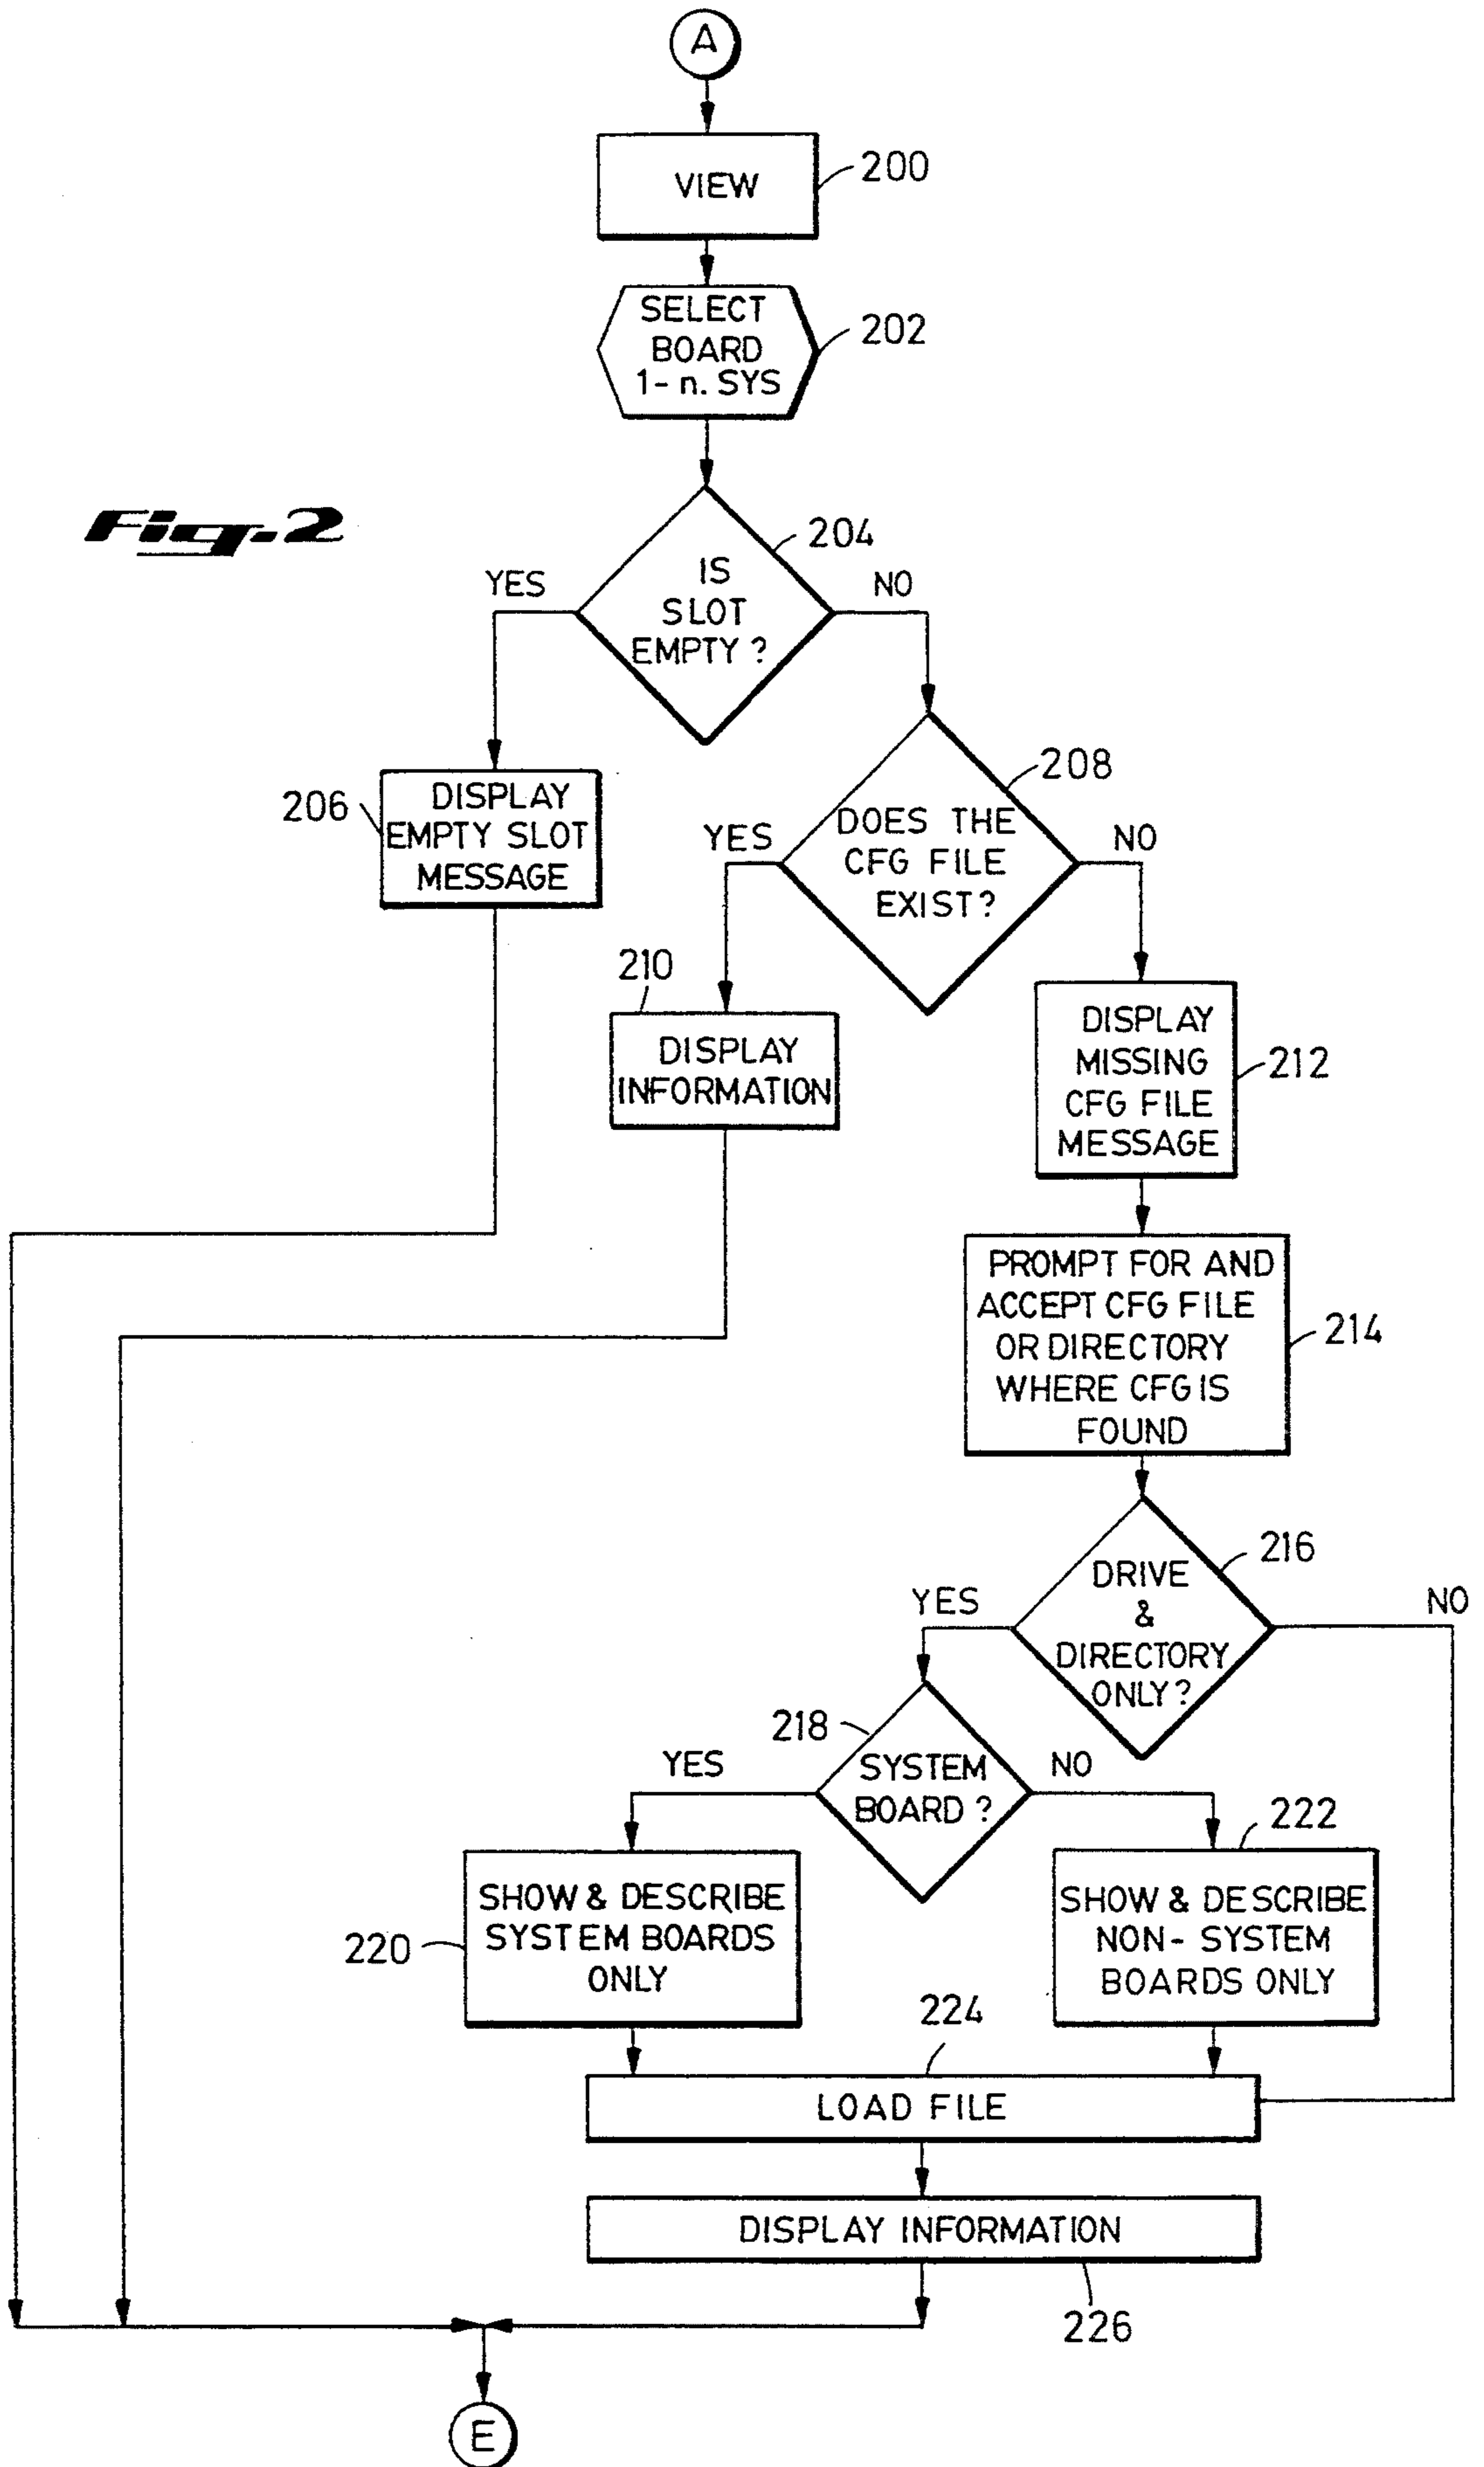 A
VIEW
200
SELECT
BOARD
1- n. SYS
202
Fig.2
204
IS
SLOT
EMPTY?
YES
NO
206
DISPLAY
EMPTY SLOT
MESSAGE
208
DOES THE
CFG FILE
EXIST?
YES
NO
210
DISPLAY
INFORMATION
DISPLAY
MISSING
CFG FILE
MESSAGE
212
PROMPT FOR AND
ACCEPT CFG FILE
OR DIRECTORY
WHERE CFG IS
FOUND
214
216
DRIVE
&
DIRECTORY
ONLY?
YES
NO
218
SYSTEM
BOARD?
YES
NO
220
SHOW & DESCRIBE
SYSTEM BOARDS
ONLY
222
SHOW & DESCRIBE
NON- SYSTEM
BOARDS ONLY
224
LOAD FILE
DISPLAY INFORMATION
226
E